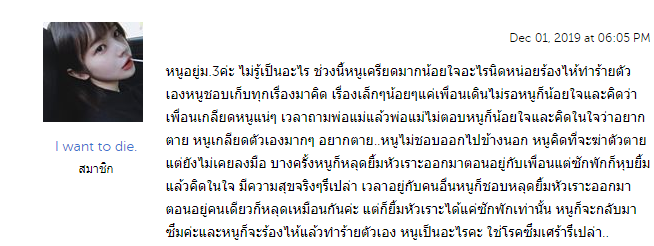 Dec 01, 2019 at 06:05 PM
หนูอยู่ม.3ค่ะ ไม่รู้เป็นอะไร ช่วงนี้หนูเครียดมากน้อยใจอะไรนิดหน่อยร้องไห้ทำร้ายตัว
เองหนูชอบเก็บทุกเรื่องมาคิด เรื่องเล็กๆน้อยๆแค่เพื่อนเดินไม่รอหนูก็น้อยใจและคิดว่า
เพื่อนเกลียดหนูแน่ๆ เวลาถามพ่อแม่แล้วพ่อแม่ไม่ตอบหนูก็น้อยใจและคิดในใจว่าอยาก
ตาย หนูเกลียดตัวเองมากๆ อยากตาย..หนูไม่ชอบออกไปข้างนอก หนูคิดที่จะฆ่าตัวตาย
แต่ยังไม่เคยลงมือ บางครั้งหนูก็หลุดยิ้มหัวเราะออกมาตอนอยู่กับเพื่อนแต่ซักพักก็หุบยิ้ม
แล้วคิดในใจ มีความสุขจริงๆรึเปล่า เวลาอยู่กับคนอื่นหนูก็ชอบหลุดยิ้มหัวเราะออกมา
ตอนอยู่คนเดียวก็หลุดเหมือนกันค่ะ แต่ก็ยิ้มหัวเราะได้แค่ซักพักเท่านั้น หนูก็จะกลับมา
ซึมค่ะและหนูก็จะร้องไห้แล้วทำร้ายตัวเอง หนูเป็นอะไรคะ ใช่โรคซึมเศร้ารึเปล่า..
I want to die.
สมาชิก